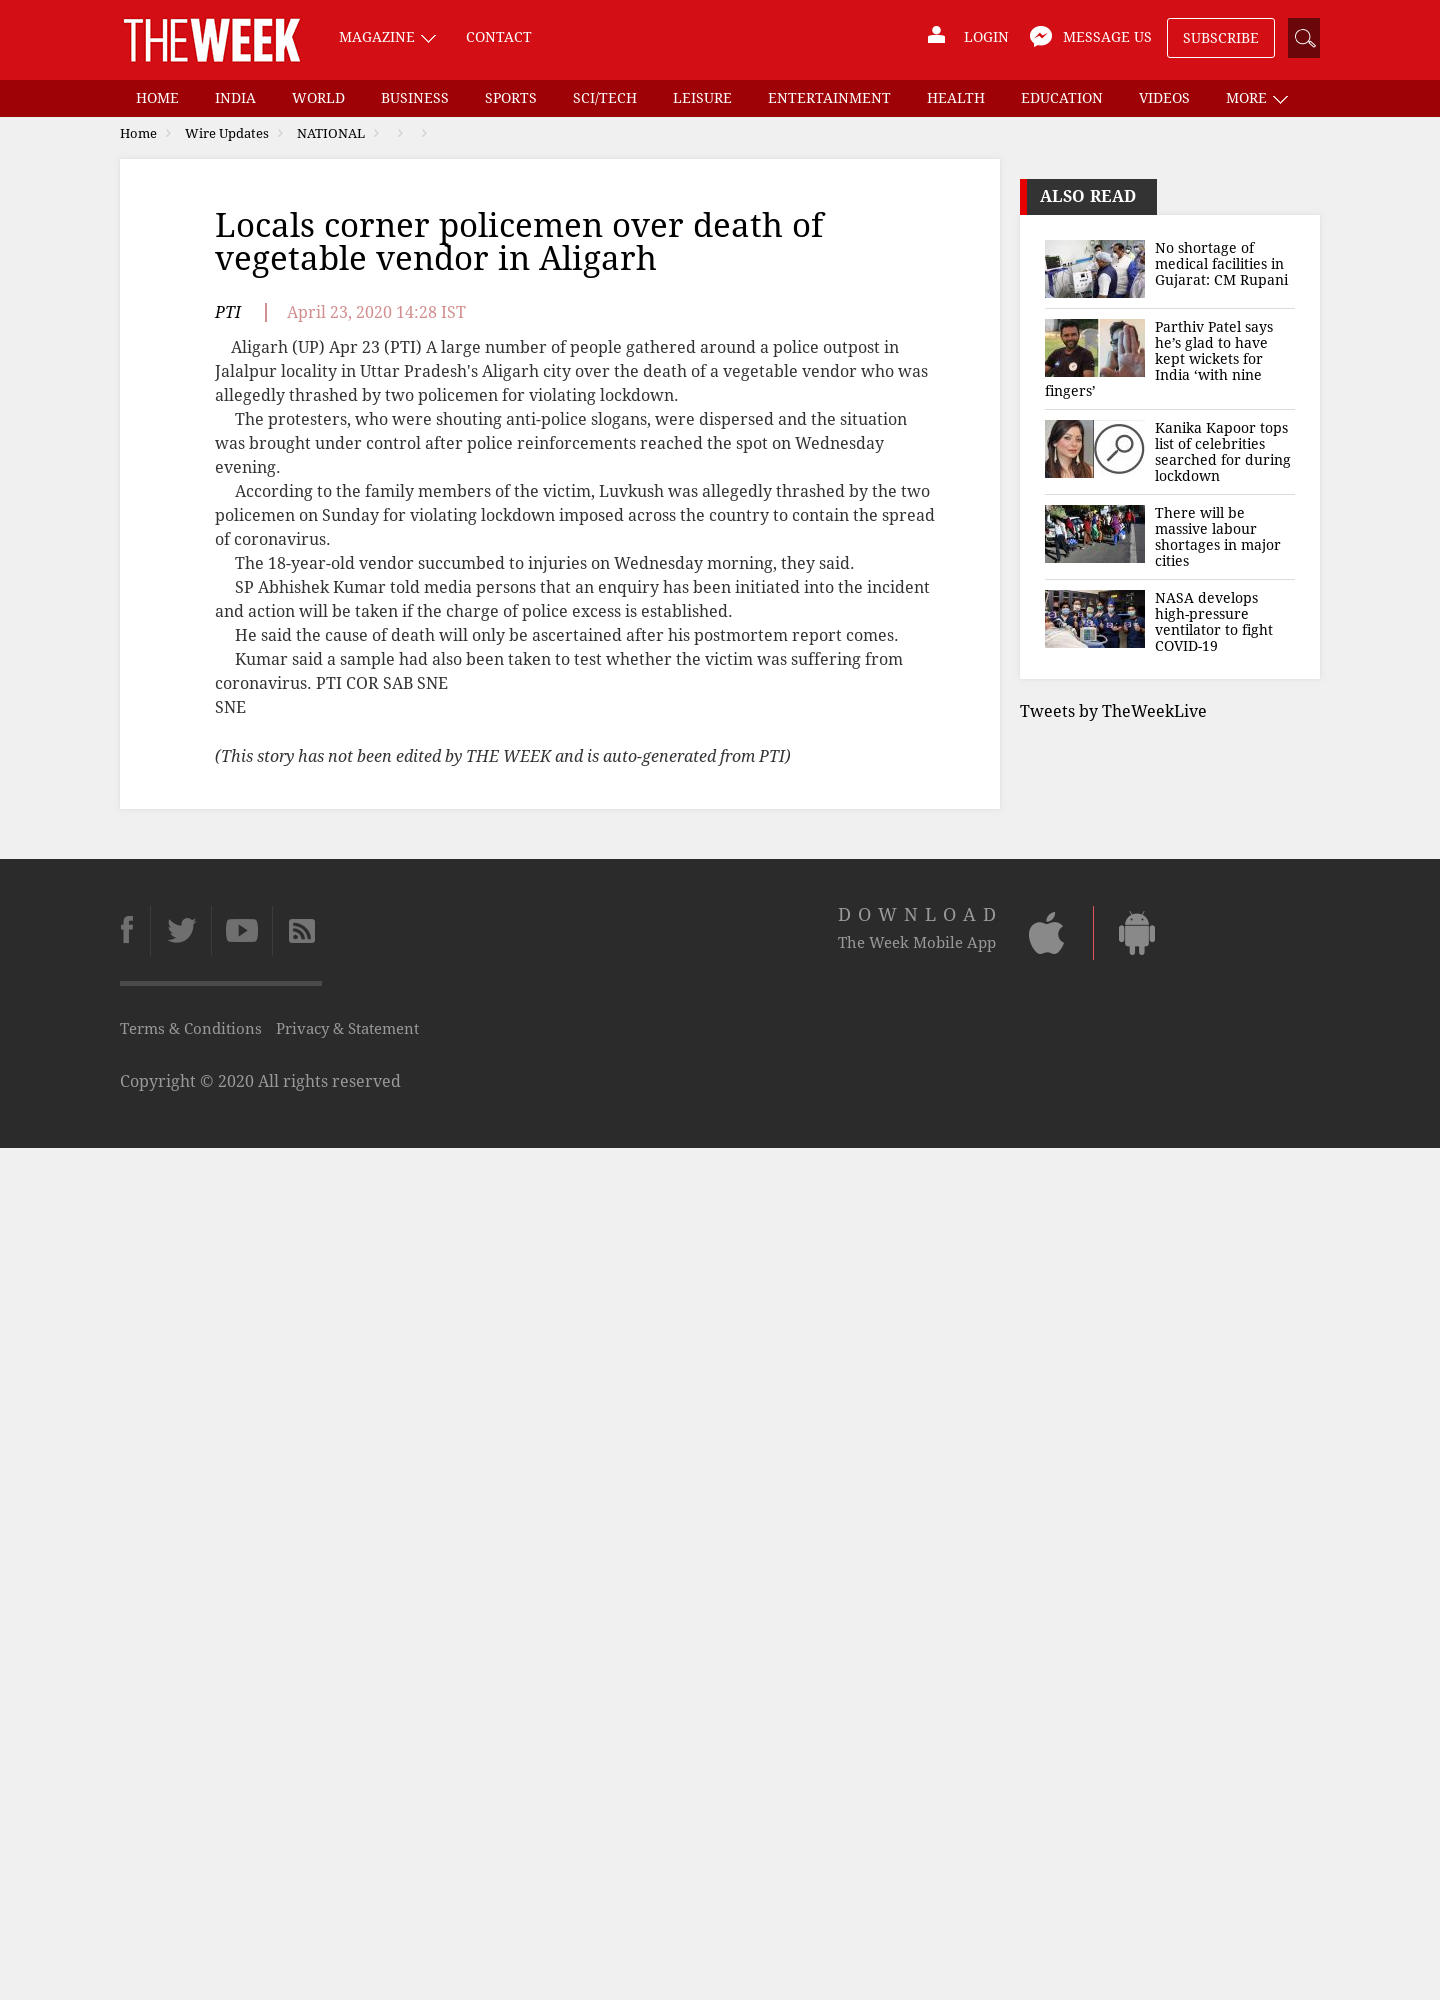 THEWEEK
MAGAZINE
CONTACT
LOGIN
MESSAGE US
SUBSCRIBE
HOME INDIA WORLD BUSINESS SPORTS SCI/TECH LEISURE ENTERTAINMENT HEALTH EDUCATION VIDEOS MORE
Home Wire Updates NATIONAL
Locals corner policemen over death of
vegetable vendor in Aligarh
PTI
April 23, 2020 14:28 IST
Aligarh (UP) Apr 23 (PTI) A large number of people gathered around a police outpost in
Jalalpur locality in Uttar Pradesh's Aligarh city over the death of a vegetable vendor who was
allegedly thrashed by two policemen for violating lockdown.
The protesters, who were shouting anti-police slogans, were dispersed and the situation
was brought under control after police reinforcements reached the spot on Wednesday
evening.
According to the family members of the victim, Luvkush was allegedly thrashed by the two
policemen on Sunday for violating lockdown imposed across the country to contain the spread
of coronavirus.
The 18-year-old vendor succumbed to injuries on Wednesday morning, they said.
SP Abhishek Kumar told media persons that an enquiry has been initiated into the incident
and action will be taken if the charge of police excess is established.
He said the cause of death will only be ascertained after his postmortem report comes.
Kumar said a sample had also been taken to test whether the victim was suffering from
coronavirus. PTI COR SAB SNE
SNE
(This story has not been edited by THE WEEK and is auto-generated from PTI)
ALSO READ
No shortage of
medical facilities in
Gujarat: CM Rupani
Parthiv Patel says
he’s glad to have
kept wickets for
India ‘with nine
fingers’
Kanika Kapoor tops
list of celebrities
searched for during
lockdown
There will be
massive labour
shortages in major
cities
NASA develops
high-pressure
ventilator to fight
COVID-19
Tweets by TheWeekLive
DOWNLOAD
The Week Mobile App
Terms & Conditions Privacy & Statement
Copyright © 2020 All rights reserved